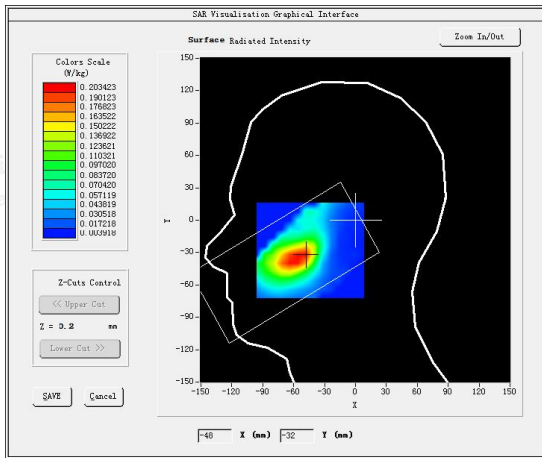 SAR Visualisation Graphical Interface
Surface Radiated Intensity
Zoom In/Out
Colors Scale
(W/kg)
0.203423
0.190123
0.176823
0.163522
0.150222
0.136922
0.123621
0.110321
0.097020
0.083720
0.070420
0.057119
0.043819
0.030518
0.017218
0.003918
Z-Cuts Control
<< Upper Cut
Z = 3.2 mm
Lower Cut >>
SAVE Cancel
150
120
90
60
30
0
-30
-60
-90
-120
-150
Y
-150 -120 -90 -60 -30 0 30 60 90 120 150
X
-48 X (mm) -32 Y (mm)